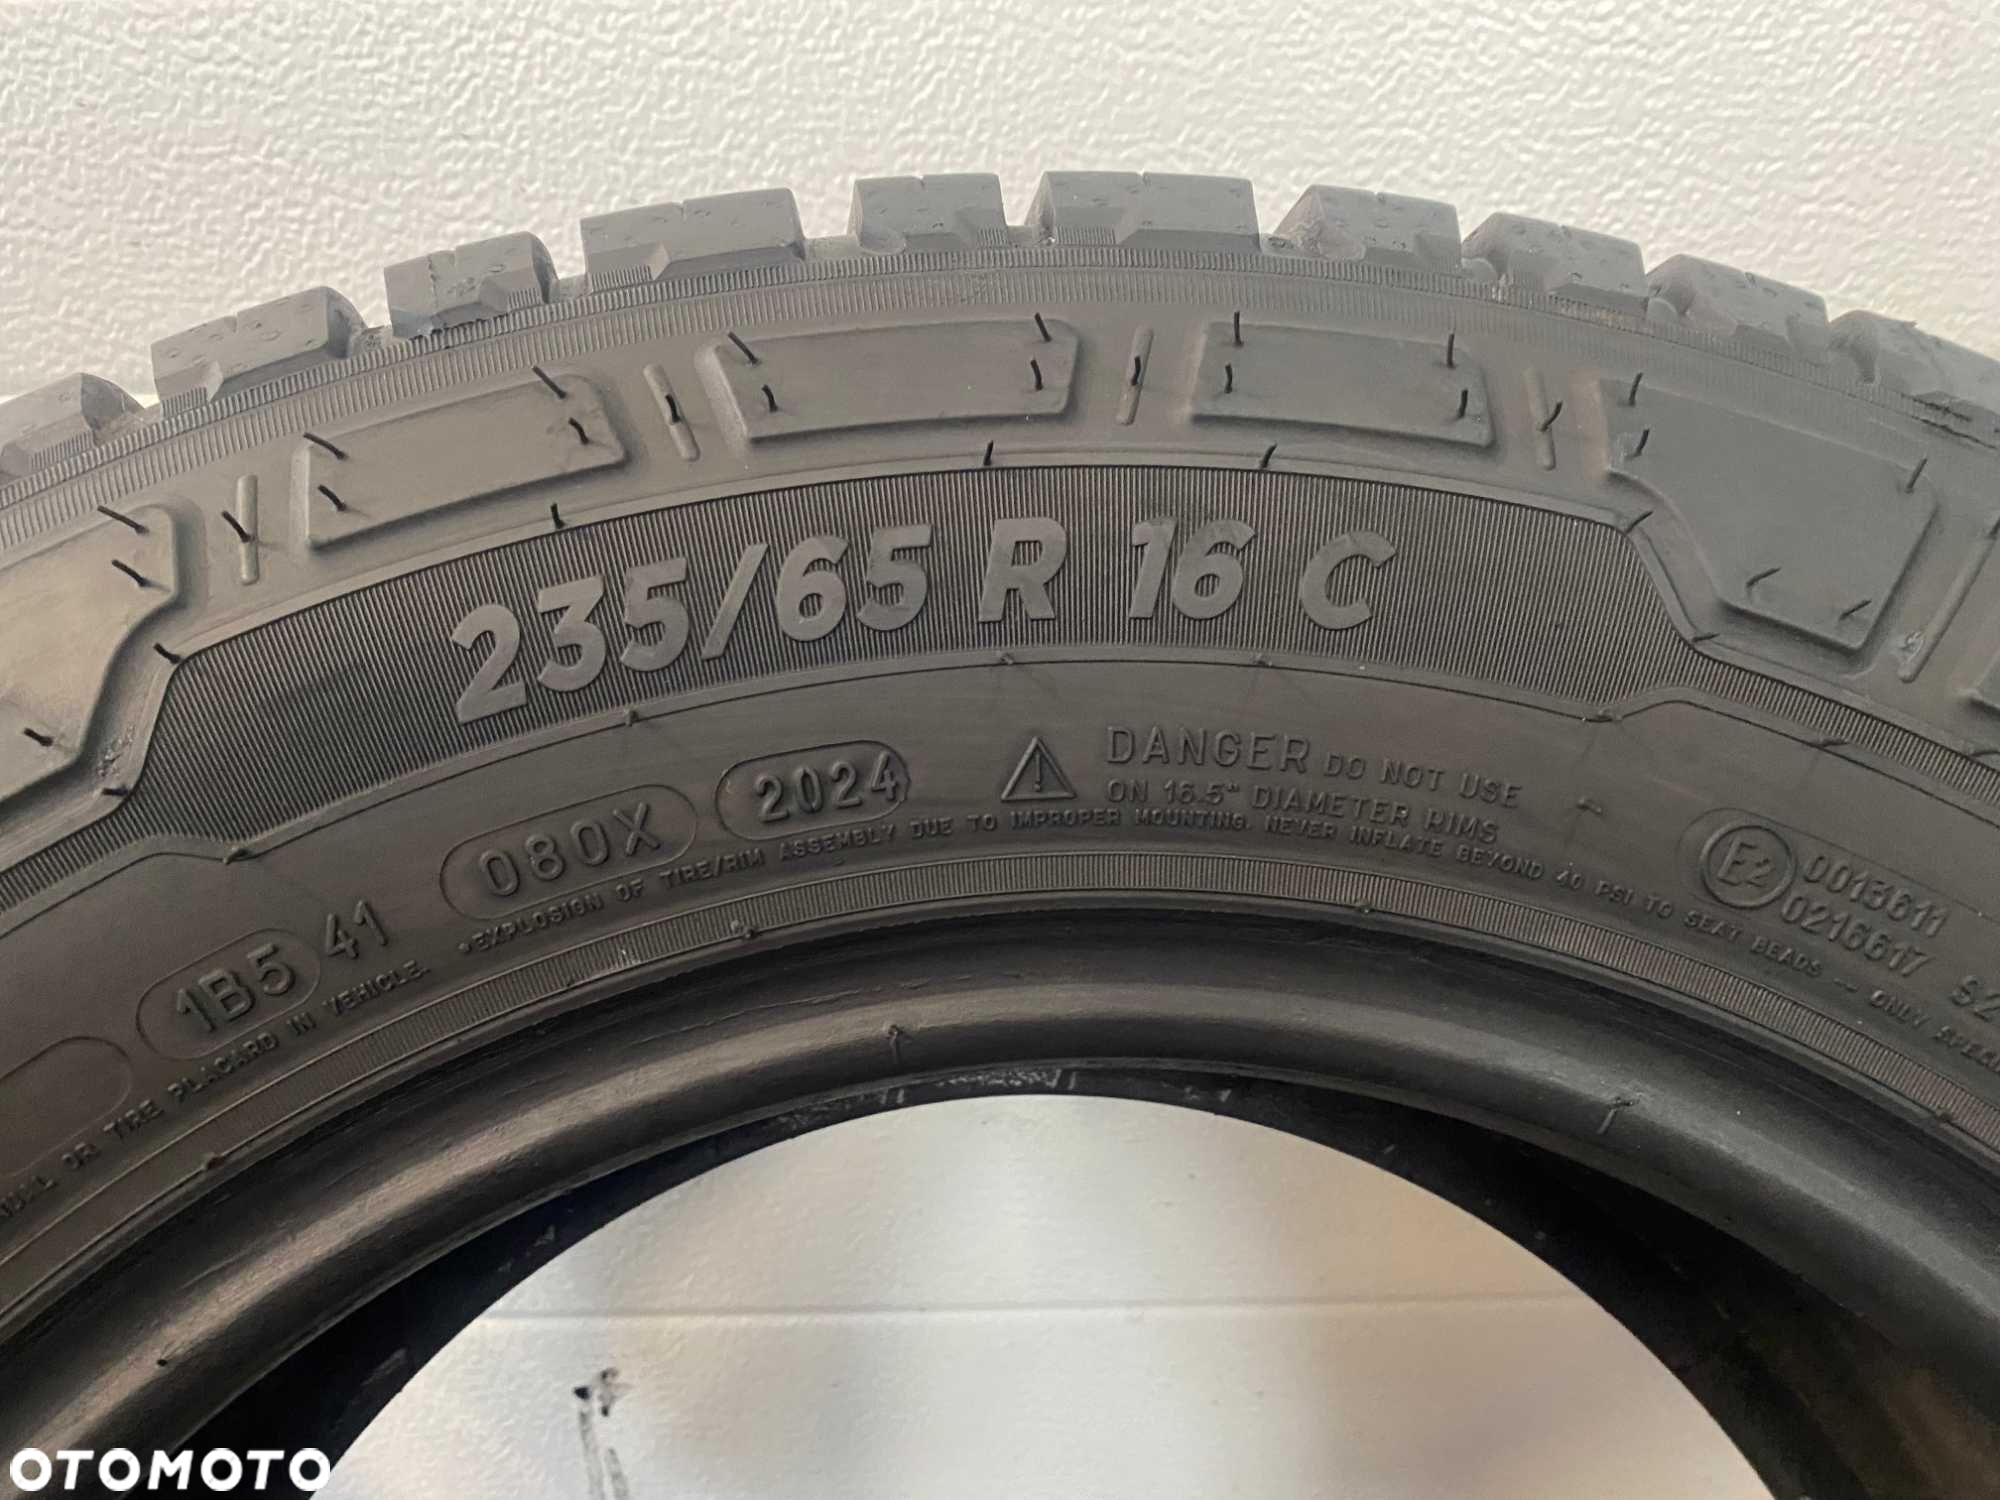 235/65 R 16 C
1B5 41 080X 2024
DANGER DO NOT USE
ON 16.5" DIAMETER RIMS
*EXPLOSION OF TIRE/RIM ASSEMBLY DUE TO IMPROPER MOUNTING. NEVER INFLATE BEYOND 40 PSI TO SEAT BEADS - ONLY
OR TIRE PLACARD IN VEHICLE.
E2
0013611
0216617 S2
OTOMOTO